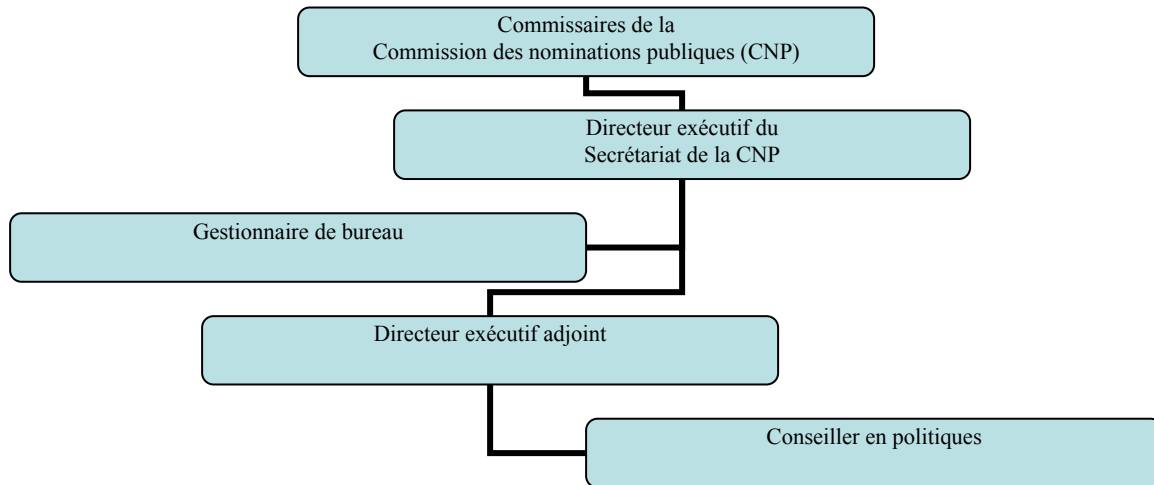 Commissaires de la
Commission des nominations publiques (CNP)
Directeur exécutif du
Secrétariat de la CNP
Gestionnaire de bureau
Directeur exécutif adjoint
Conseiller en politiques